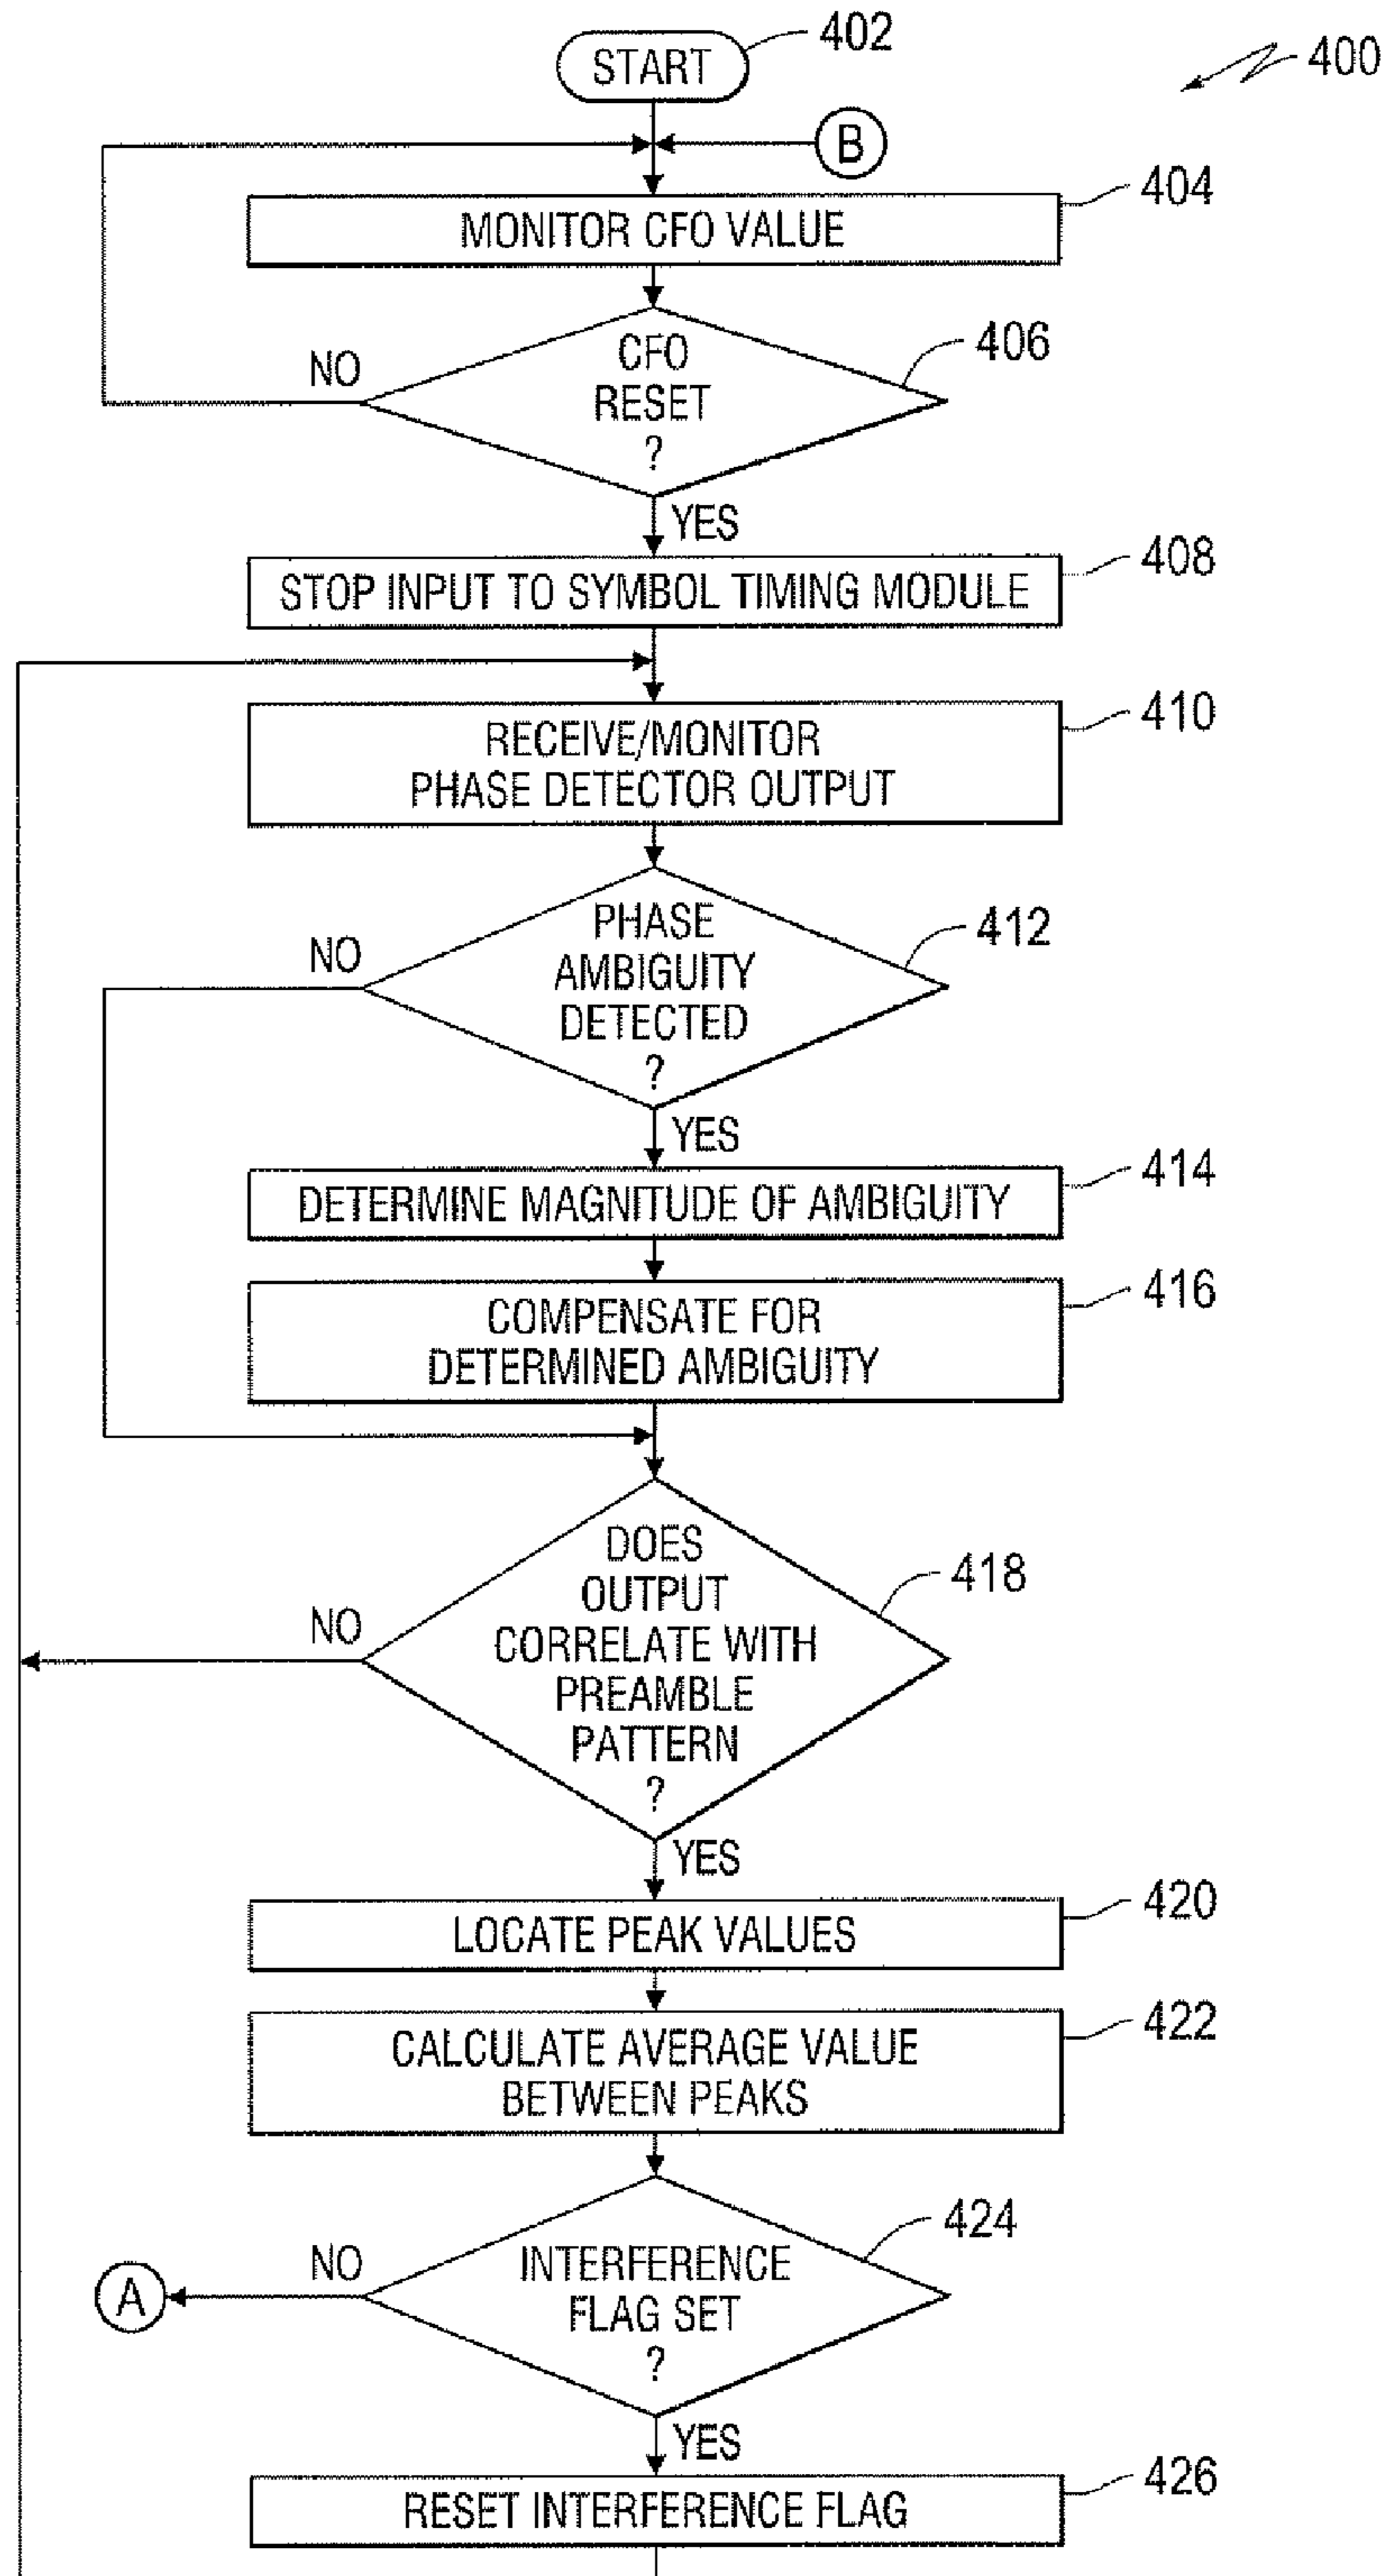 402
START
400
B
404
MONITOR CFO VALUE
CFO
RESET
?
406
NO
YES
408
STOP INPUT TO SYMBOL TIMING MODULE
410
RECEIVE/MONITOR
PHASE DETECTOR OUTPUT
PHASE
AMBIGUITY
DETECTED
?
412
NO
YES
414
DETERMINE MAGNITUDE OF AMBIGUITY
416
COMPENSATE FOR
DETERMINED AMBIGUITY
DOES
OUTPUT
CORRELATE WITH
PREAMBLE
PATTERN
?
418
NO
YES
420
LOCATE PEAK VALUES
422
CALCULATE AVERAGE VALUE
BETWEEN PEAKS
424
NO
INTERFERENCE
FLAG SET
?
A
YES
426
RESET INTERFERENCE FLAG